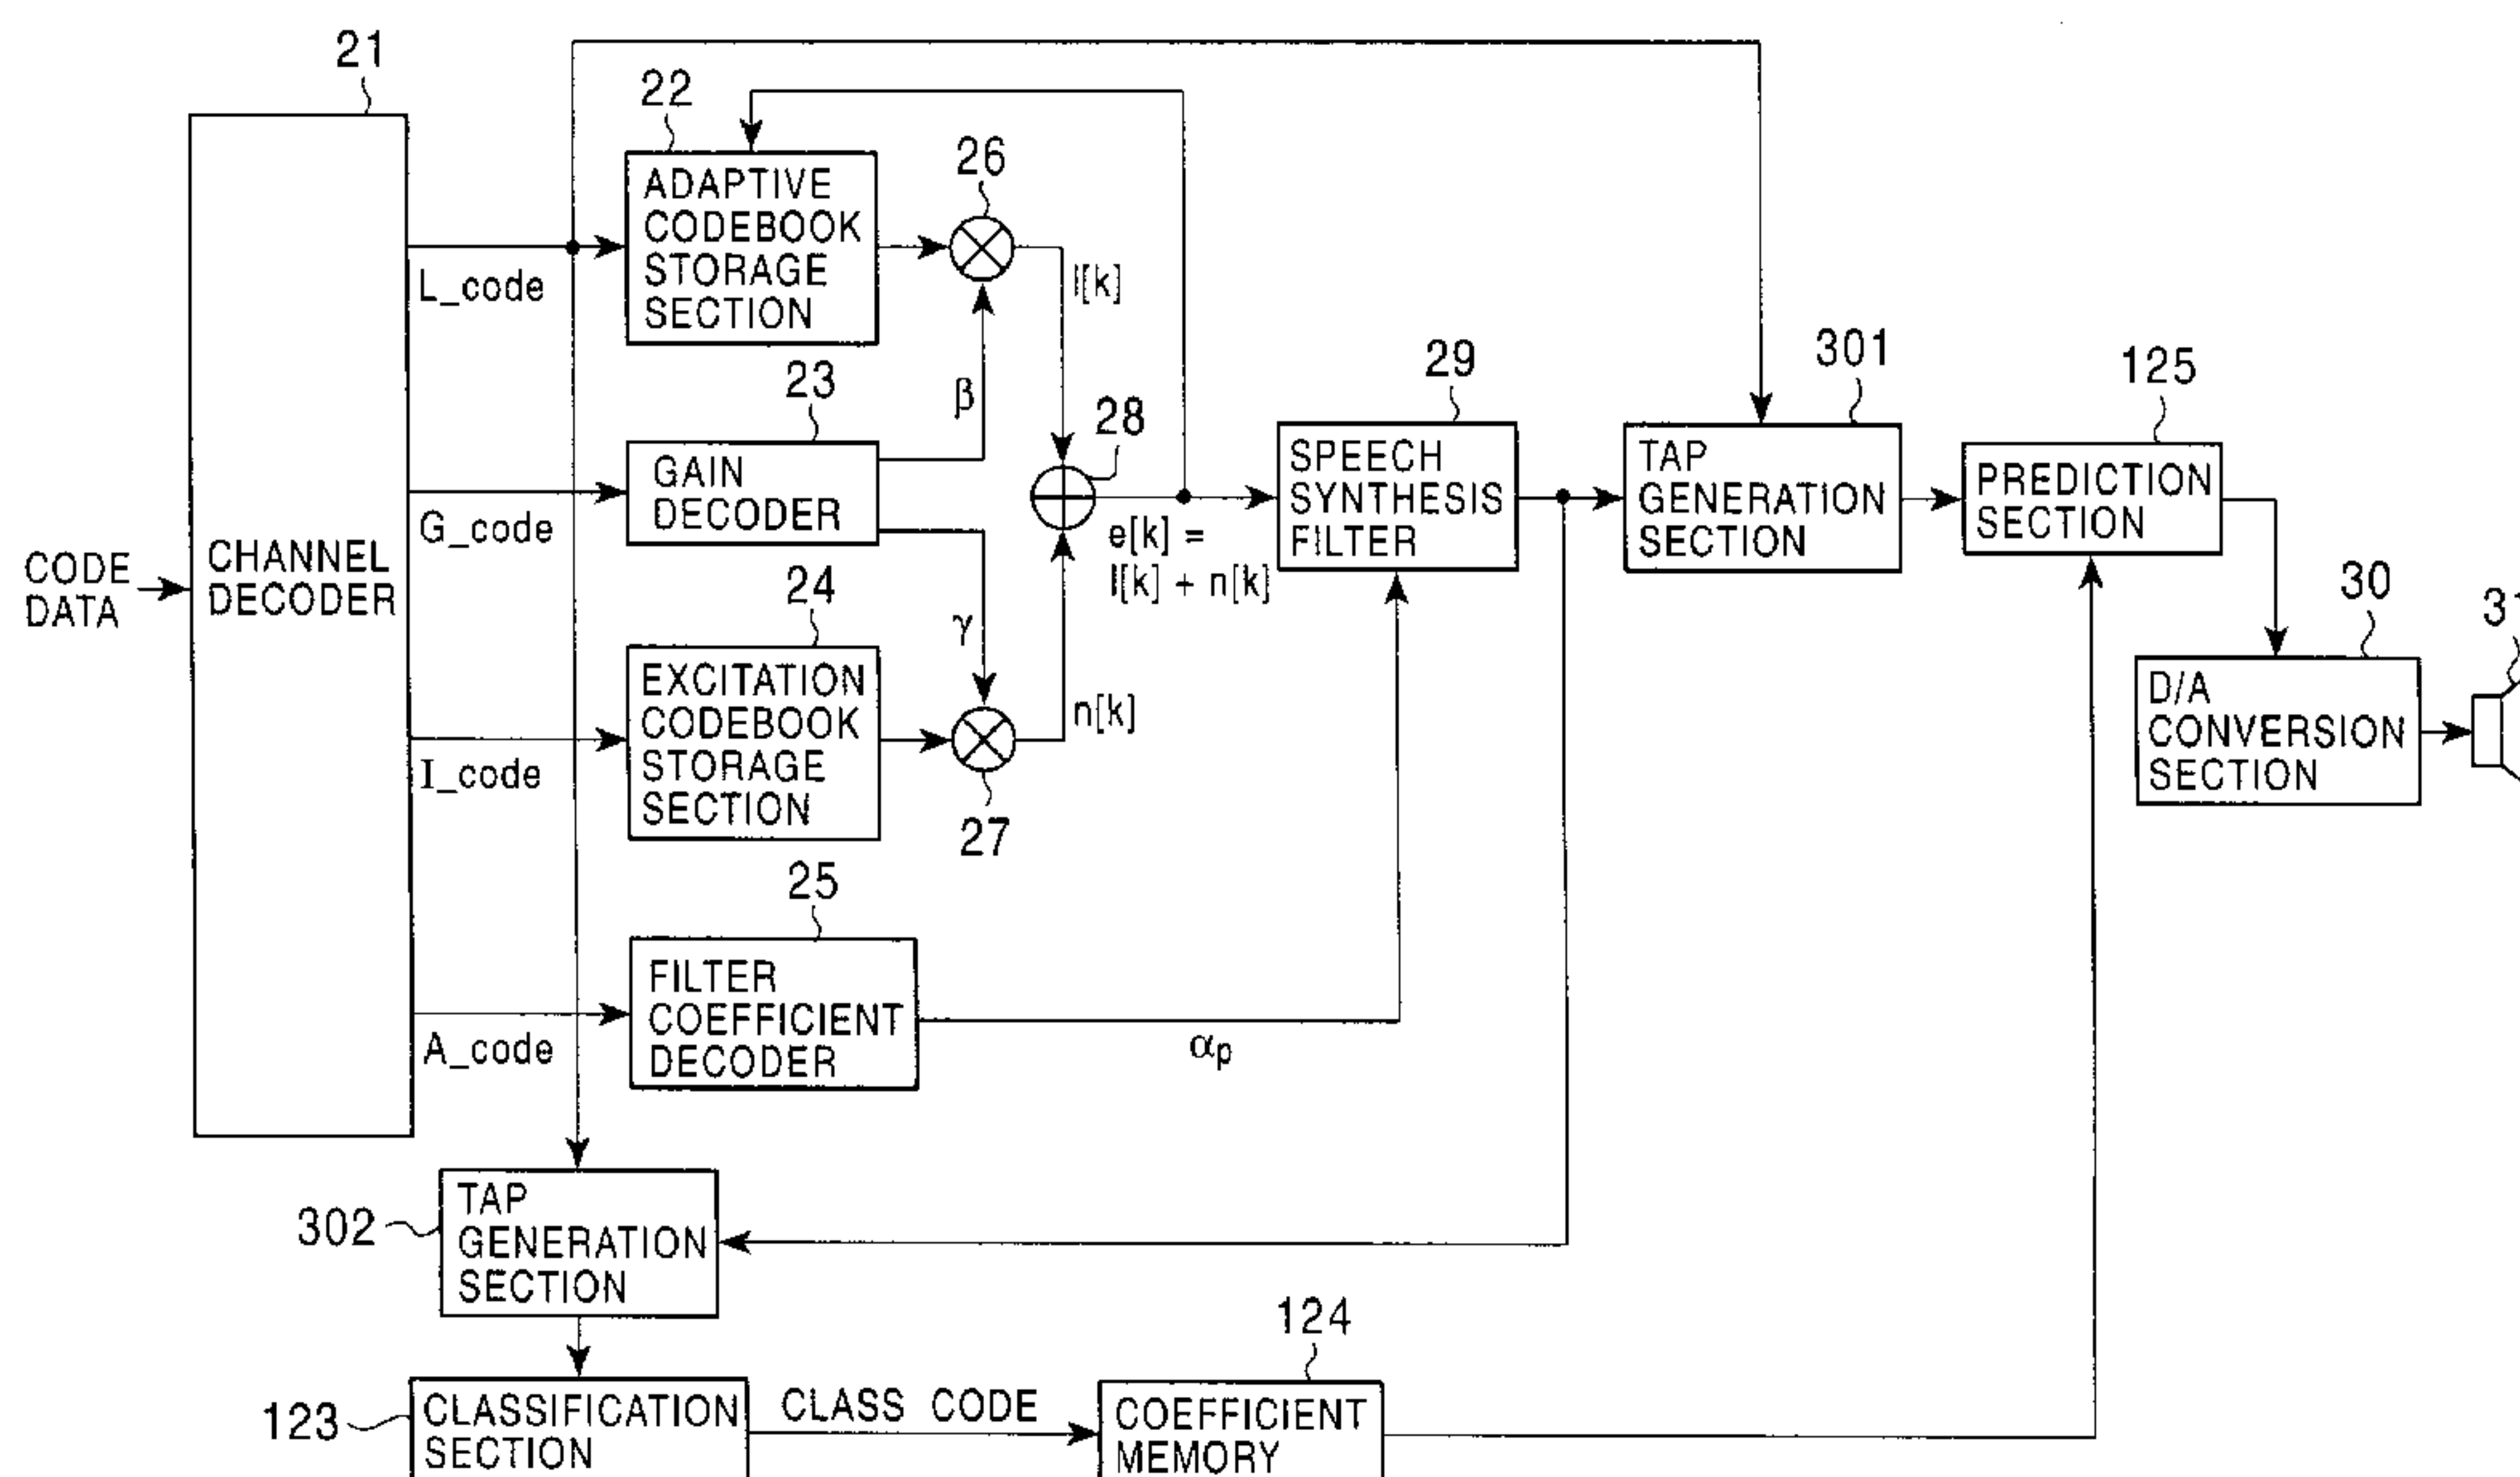 21
22
26
ADAPTIVE
CODEBOOK
STORAGE
SECTION
L_code
l[k]
23
β
28
29
301
125
GAIN
DECODER
G_code
SPEECH
SYNTHESIS
FILTER
TAP
GENERATION
SECTION
PREDICTION
SECTION
e[k] =
l[k] + n[k]
CODE
DATA
CHANNEL
DECODER
24
γ
30
EXCITATION
CODEBOOK
STORAGE
SECTION
n[k]
I_code
27
D/A
CONVERSION
SECTION
25
FILTER
COEFFICIENT
DECODER
A_code
αp
302
TAP
GENERATION
SECTION
124
123
CLASSIFICATION
SECTION
CLASS CODE
COEFFICIENT
MEMORY